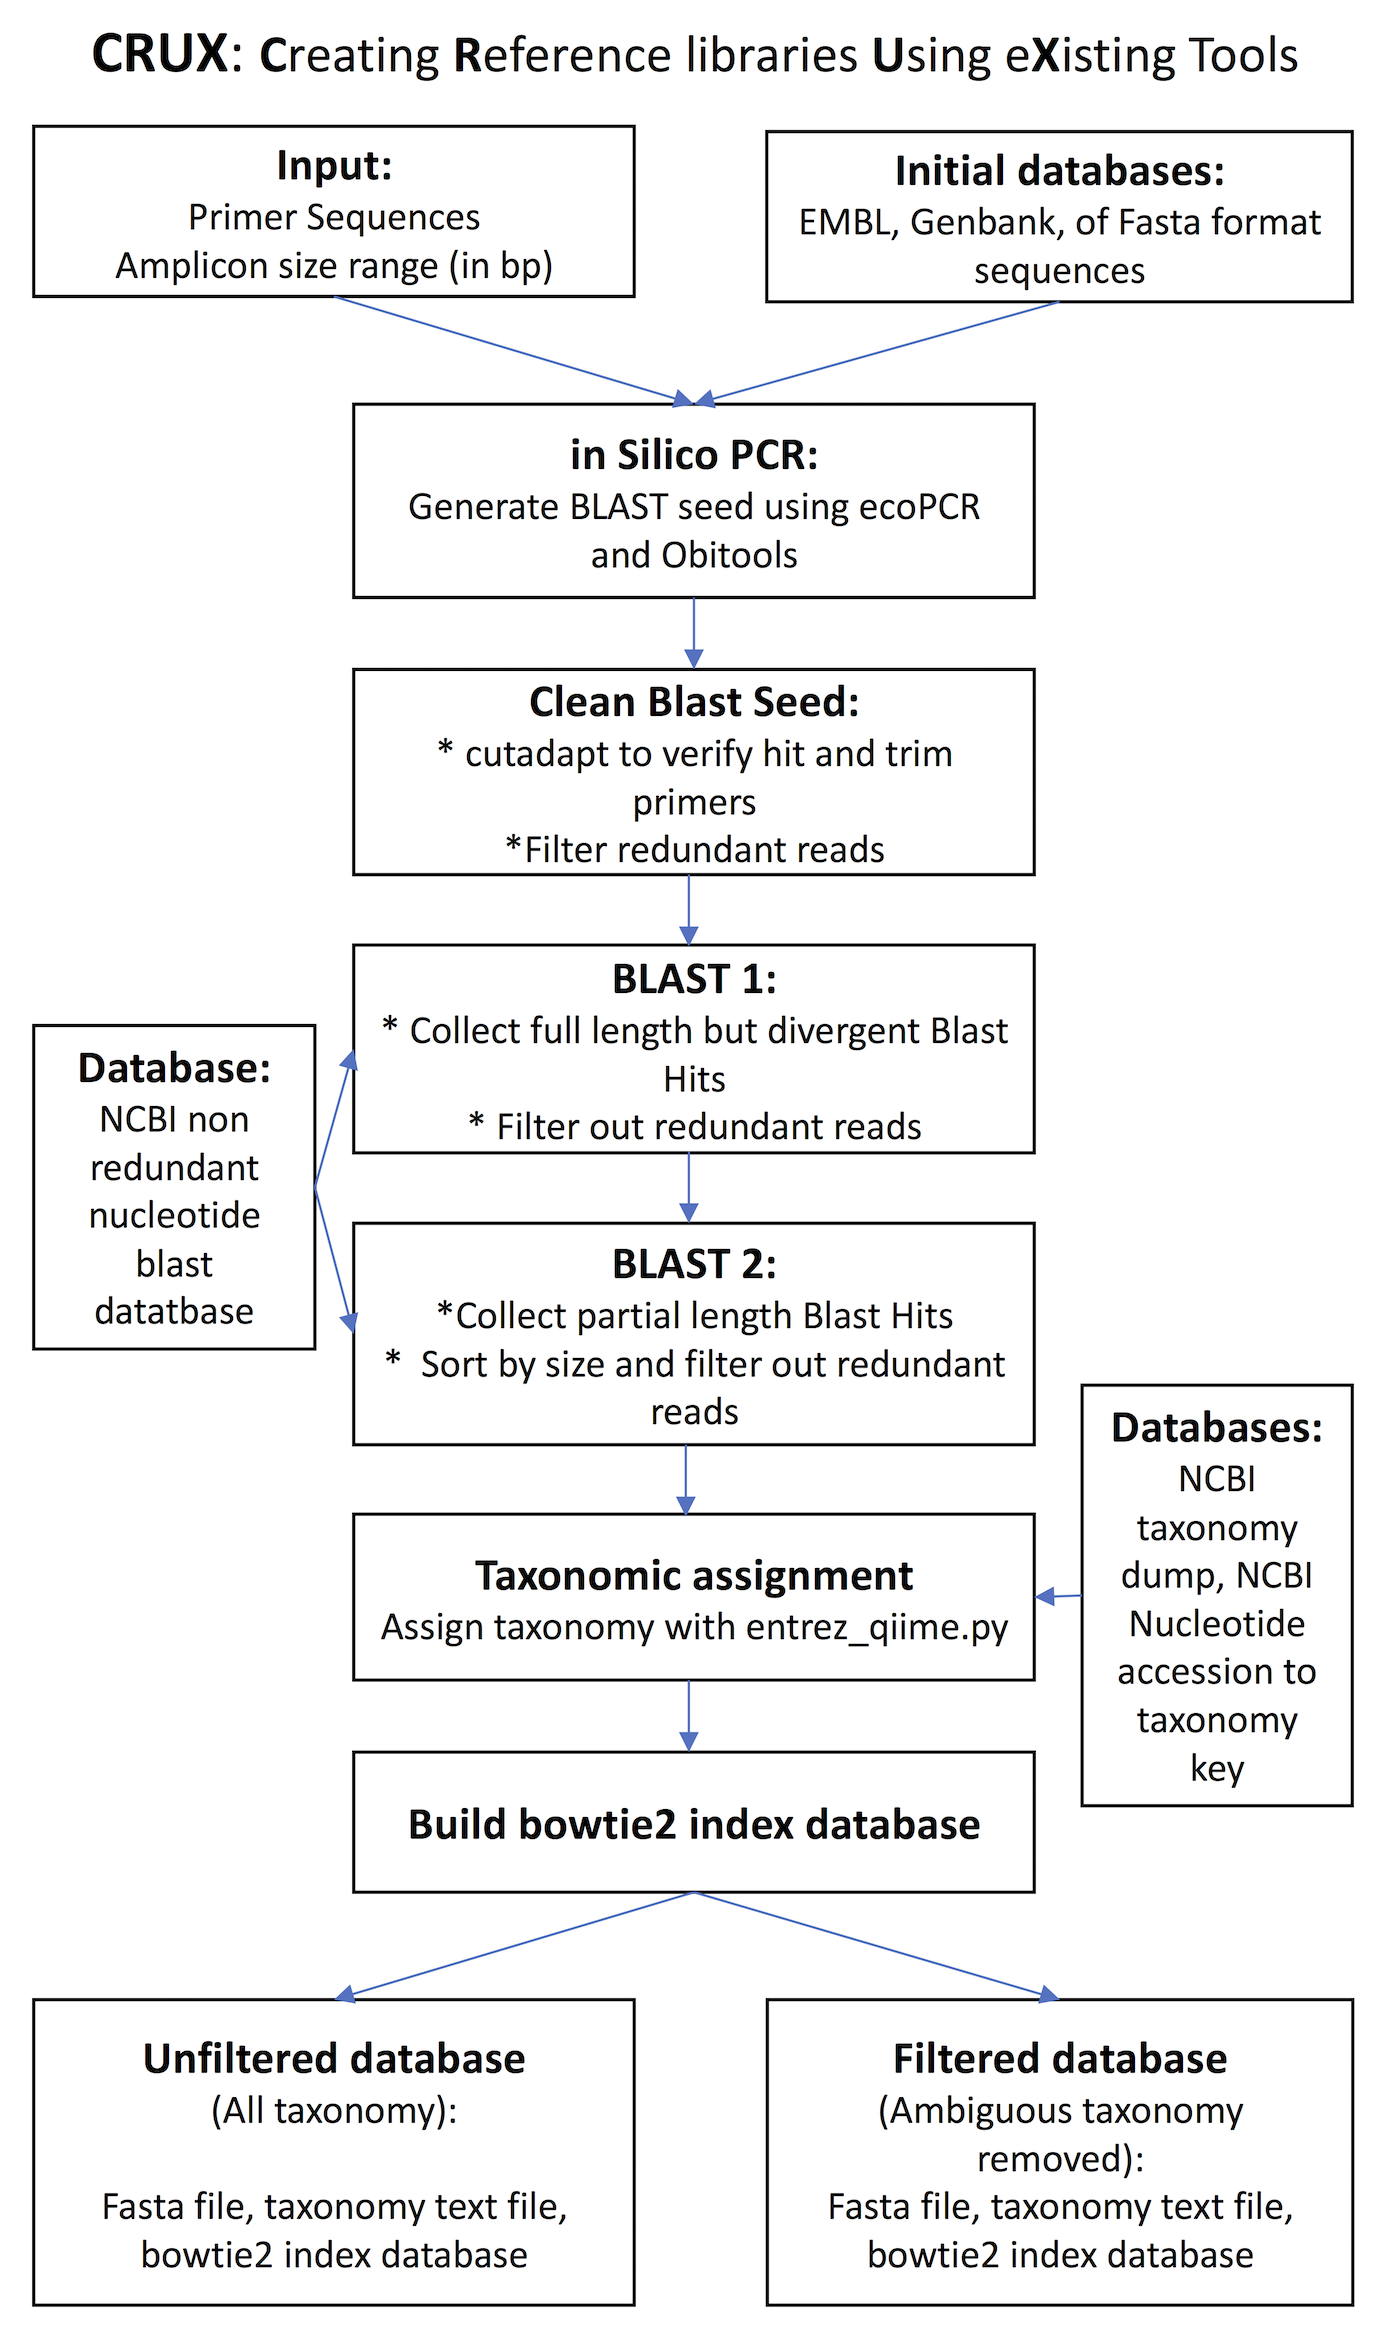 CRUX: Creating Reference libraries Using eXisting Tools
Input:
Primer Sequences
Amplicon size range (in bp)
Initial databases:
EMBL, Genbank, of Fasta format
sequences
in Silico PCR:
Generate BLAST seed using ecoPCR
and Obitools
Clean Blast Seed:
* cutadapt to verify hit and trim
primers
*Filter redundant reads
BLAST 1:
* Collect full length but divergent Blast
Hits
* Filter out redundant reads
Database:
NCBI non
redundant
nucleotide
blast
datatbase
BLAST 2:
*Collect partial length Blast Hits
* Sort by size and filter out redundant
reads
Databases:
NCBI
taxonomy
dump, NCBI
Nucleotide
accession to
taxonomy
key
Taxonomic assignment
Assign taxonomy with entrez_qiime.py
Build bowtie2 index database
Unfiltered database
(All taxonomy):
Fasta file, taxonomy text file,
bowtie2 index database
Filtered database
(Ambiguous taxonomy
removed):
Fasta file, taxonomy text file,
bowtie2 index database